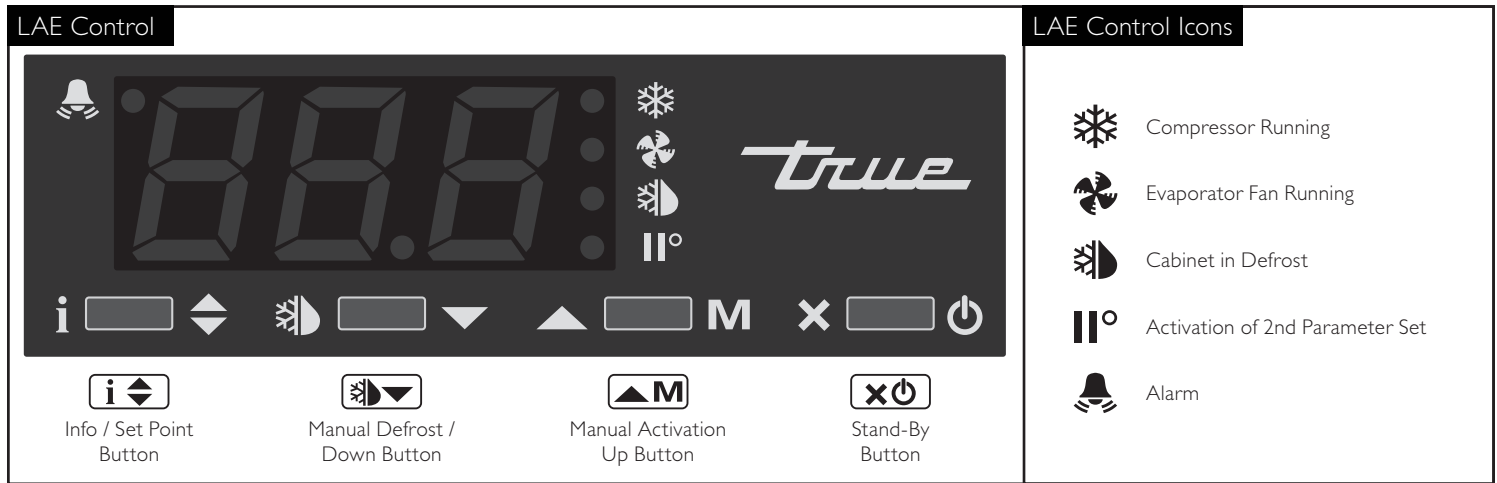 LAE Control
true
i
M
i
Info / Set Point
Button
Manual Defrost /
Down Button
M
Manual Activation
Up Button
Stand-By
Button
LAE Control Icons
Compressor Running
Evaporator Fan Running
Cabinet in Defrost
II° Activation of 2nd Parameter Set
Alarm